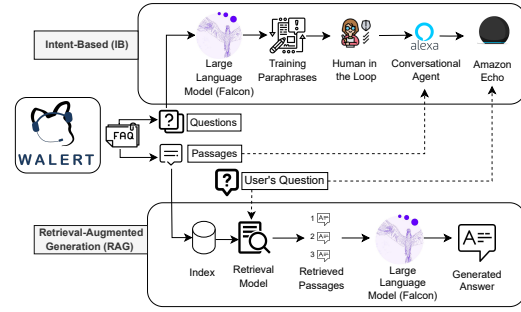 Intent-Based (IB)
Large
Language
Model (Falcon)
Training
Paraphrases
Human in
the Loop
alexa
Conversational
Agent
Amazon
Echo
WALERT
FAQ
Questions
Passages
User's Question
Retrieval-Augmented
Generation (RAG)
Index
Retrieval
Model
1 A
2 A
3 A
Retrieved
Passages
Large
Language
Model (Falcon)
A
Generated
Answer